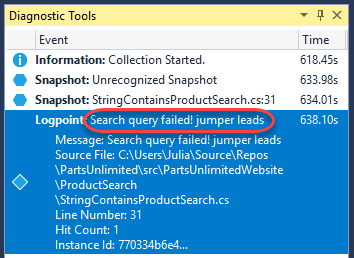 Diagnostic Tools
Event Time
Information: Collection Started. 618.45s
Snapshot: Unrecognized Snapshot 633.98s
Snapshot: StringContainsProductSearch.cs:31 634.01s
Logpoint: Search query failed! jumper leads 638.10s
Message: Search query failed! jumper leads
Source File: C:\Users\Julia\Source\Repos
\PartsUnlimited\src\PartsUnlimitedWebsite
\ProductSearch
\StringContainsProductSearch.cs
Line Number: 31
Hit Count: 1
Instance Id: 770334b6e4...